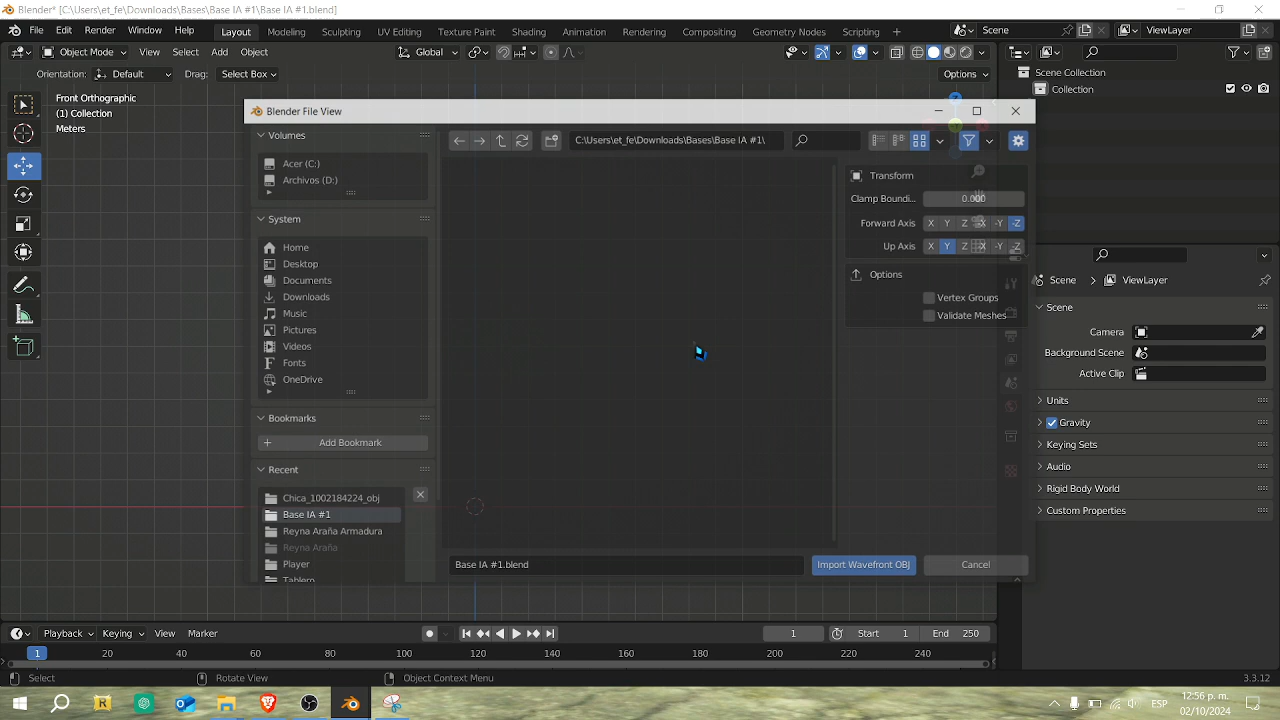 Blender* [C:\Users\et_fe\Downloads\Bases\Base IA #1\Base IA #1.blend]
File Edit Render Window Help Layout Modeling Sculpting UV Editing Texture Paint Shading Animation Rendering Compositing Geometry Nodes Scripting + Scene ViewLayer
Object Mode View Select Add Object Global
Orientation: Default Drag: Select Box Options
Front Orthographic
(1) Collection
Meters
Scene Collection
Collection
Blender File View
Volumes
Acer (C:)
Archivos (D:)
System
Home
Desktop
Documents
Downloads
Music
Pictures
Videos
Fonts
OneDrive
Bookmarks
Add Bookmark
Recent
Chica_1002184224_obj
Base IA #1
Reyna Araña Armadura
Reyna Araña
Player
Tablero
C:\Users\et_fe\Downloads\Bases\Base IA #1\
Transform
Clamp Boundi... 0.000
Forward Axis X Y Z -X -Y -Z
Up Axis X Y Z -X -Y -Z
Options
Vertex Groups
Validate Meshes
Base IA #1.blend Import Wavefront OBJ Cancel
Scene ViewLayer
Scene
Camera
Background Scene
Active Clip
Units
Gravity
Keying Sets
Audio
Rigid Body World
Custom Properties
Playback Keying View Marker 1 Start 1 End 250
1 20 40 60 80 100 120 140 160 180 200 220 240
Select Rotate View Object Context Menu 3.3.12
ESP
12:56 p. m.
02/10/2024